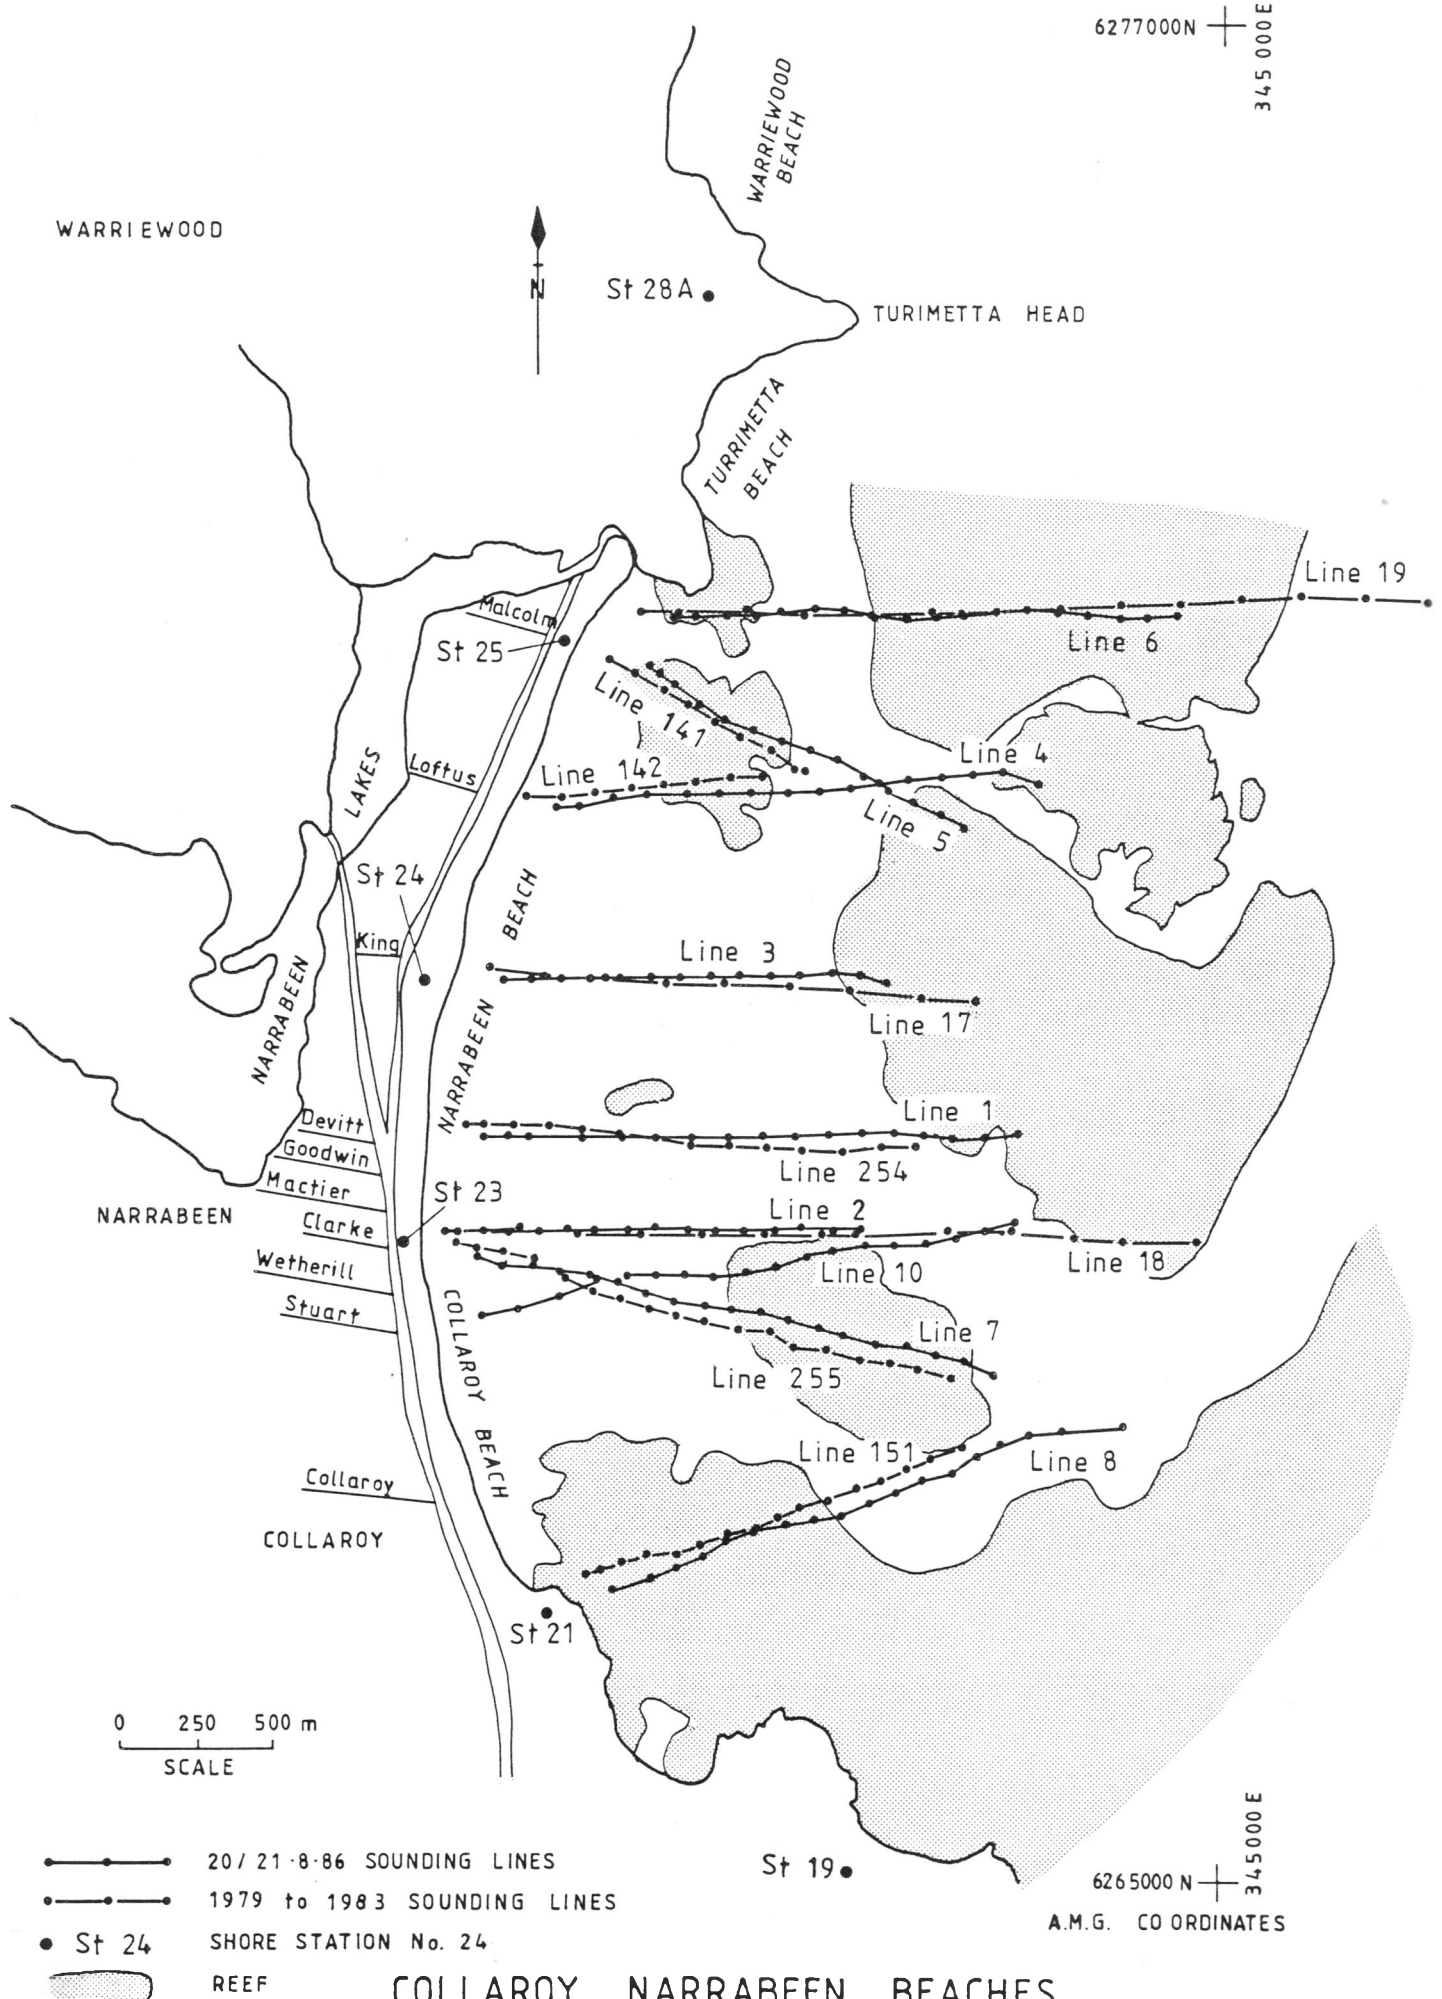 6277000N
345 000E
WARRIEWOOD
BEACH
WARRIEWOOD
N
St 28A
TURIMETTA HEAD
TURRIMETTA
BEACH
Line 19
Malcolm
St 25
Line 6
Line 141
Line 4
Loftus
Line 142
LAKES
Line 5
St 24
BEACH
King
Line 3
NARRABEEN
NARRABEEN
Line 17
Devitt
Line 1
Goodwin
Line 254
Mactier
St 23
NARRABEEN
Clarke
Line 2
Wetherill
Line 10
Line 18
Stuart
COLLAROY
Line 7
Line 255
BEACH
Line 151
Line 8
Collaroy
COLLAROY
St 21
0 250 500 m
SCALE
345000E
20/21·8·86 SOUNDING LINES
St 19
6265000 N
1979 to 1983 SOUNDING LINES
A.M.G. COORDINATES
St 24 SHORE STATION No. 24
REEF
COLLAROY NARRABEEN BEACHES